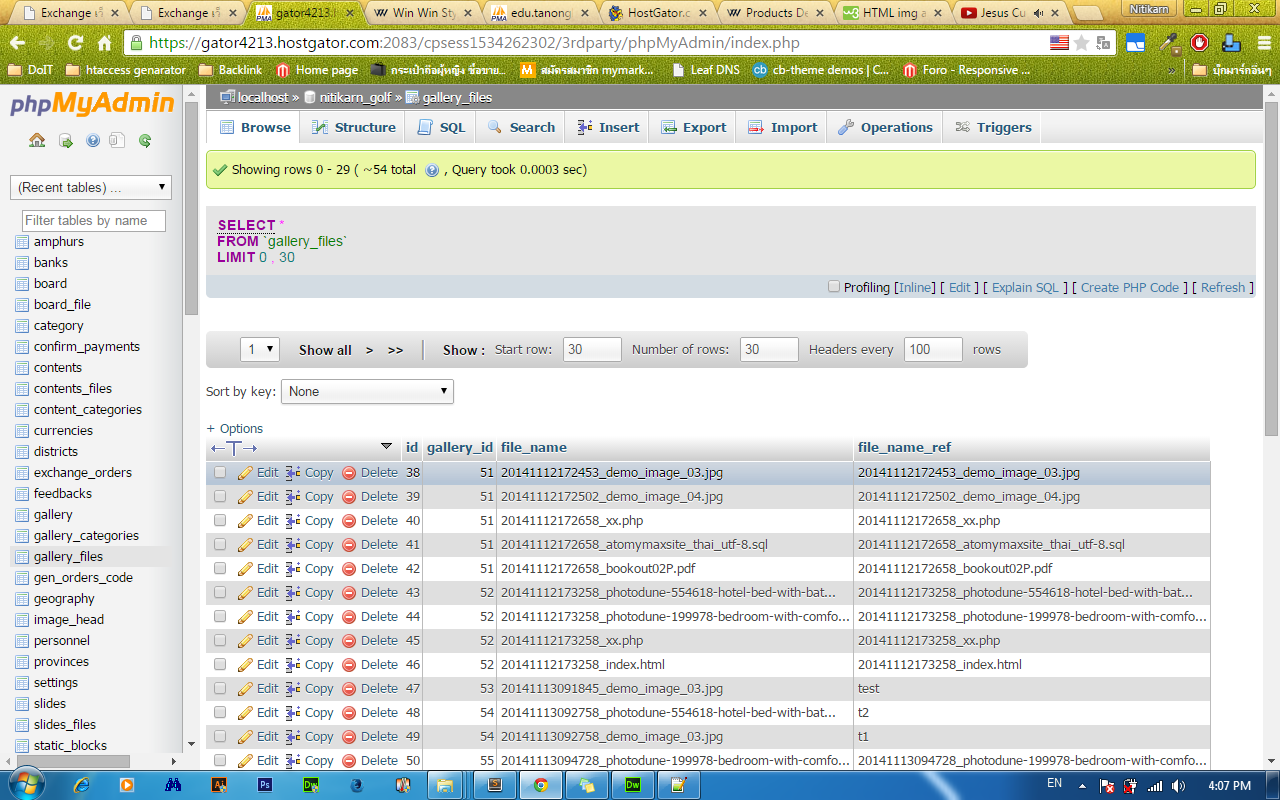 Exchange เว็
Exchange เว็
gator4213.h
Win Win Sty
edu.tanong
HostGator.c
Products De
HTML img a
Jesus Cu
Nitikarn
https://gator4213.hostgator.com:2083/cpsess1534262302/3rdparty/phpMyAdmin/index.php
DoIT
htaccess genarator
Backlink
Home page
กระเป๋าถือผู้หญิง ซื้อขาย...
สมัครสมาชิก mymark...
Leaf DNS
cb-theme demos | C...
Foro - Responsive ...
»
บุ๊กมาร์กอื่นๆ
phpMyAdmin
(Recent tables) ...
Filter tables by name
amphurs
banks
board
board_file
category
confirm_payments
contents
contents_files
content_categories
currencies
districts
exchange_orders
feedbacks
gallery
gallery_categories
gallery_files
gen_orders_code
geography
image_head
personnel
provinces
settings
slides
slides_files
static_blocks
localhost » nitikarn_golf » gallery_files
Browse Structure SQL Search Insert Export Import Operations Triggers
Showing rows 0 - 29 ( ~54 total , Query took 0.0003 sec)
SELECT *
FROM `gallery_files`
LIMIT 0 , 30
Profiling [Inline] [ Edit ] [ Explain SQL ] [ Create PHP Code ] [ Refresh ]
1 Show all > >> | Show : Start row: 30 Number of rows: 30 Headers every 100 rows
Sort by key: None
+ Options
←T→ id gallery_id file_name file_name_ref
Edit Copy Delete 38 51 20141112172453_demo_image_03.jpg 20141112172453_demo_image_03.jpg
Edit Copy Delete 39 51 20141112172502_demo_image_04.jpg 20141112172502_demo_image_04.jpg
Edit Copy Delete 40 51 20141112172658_xx.php 20141112172658_xx.php
Edit Copy Delete 41 51 20141112172658_atomymaxsite_thai_utf-8.sql 20141112172658_atomymaxsite_thai_utf-8.sql
Edit Copy Delete 42 51 20141112172658_bookout02P.pdf 20141112172658_bookout02P.pdf
Edit Copy Delete 43 52 20141112173258_photodune-554618-hotel-bed-with-bat... 20141112173258_photodune-554618-hotel-bed-with-bat...
Edit Copy Delete 44 52 20141112173258_photodune-199978-bedroom-with-comfo... 20141112173258_photodune-199978-bedroom-with-comfo...
Edit Copy Delete 45 52 20141112173258_xx.php 20141112173258_xx.php
Edit Copy Delete 46 52 20141112173258_index.html 20141112173258_index.html
Edit Copy Delete 47 53 20141113091845_demo_image_03.jpg test
Edit Copy Delete 48 54 20141113092758_photodune-554618-hotel-bed-with-bat... t2
Edit Copy Delete 49 54 20141113092758_demo_image_03.jpg t1
Edit Copy Delete 50 55 20141113094728_photodune-199978-bedroom-with-comfo... 20141113094728_photodune-199978-bedroom-with-comfo...
EN
4:07 PM